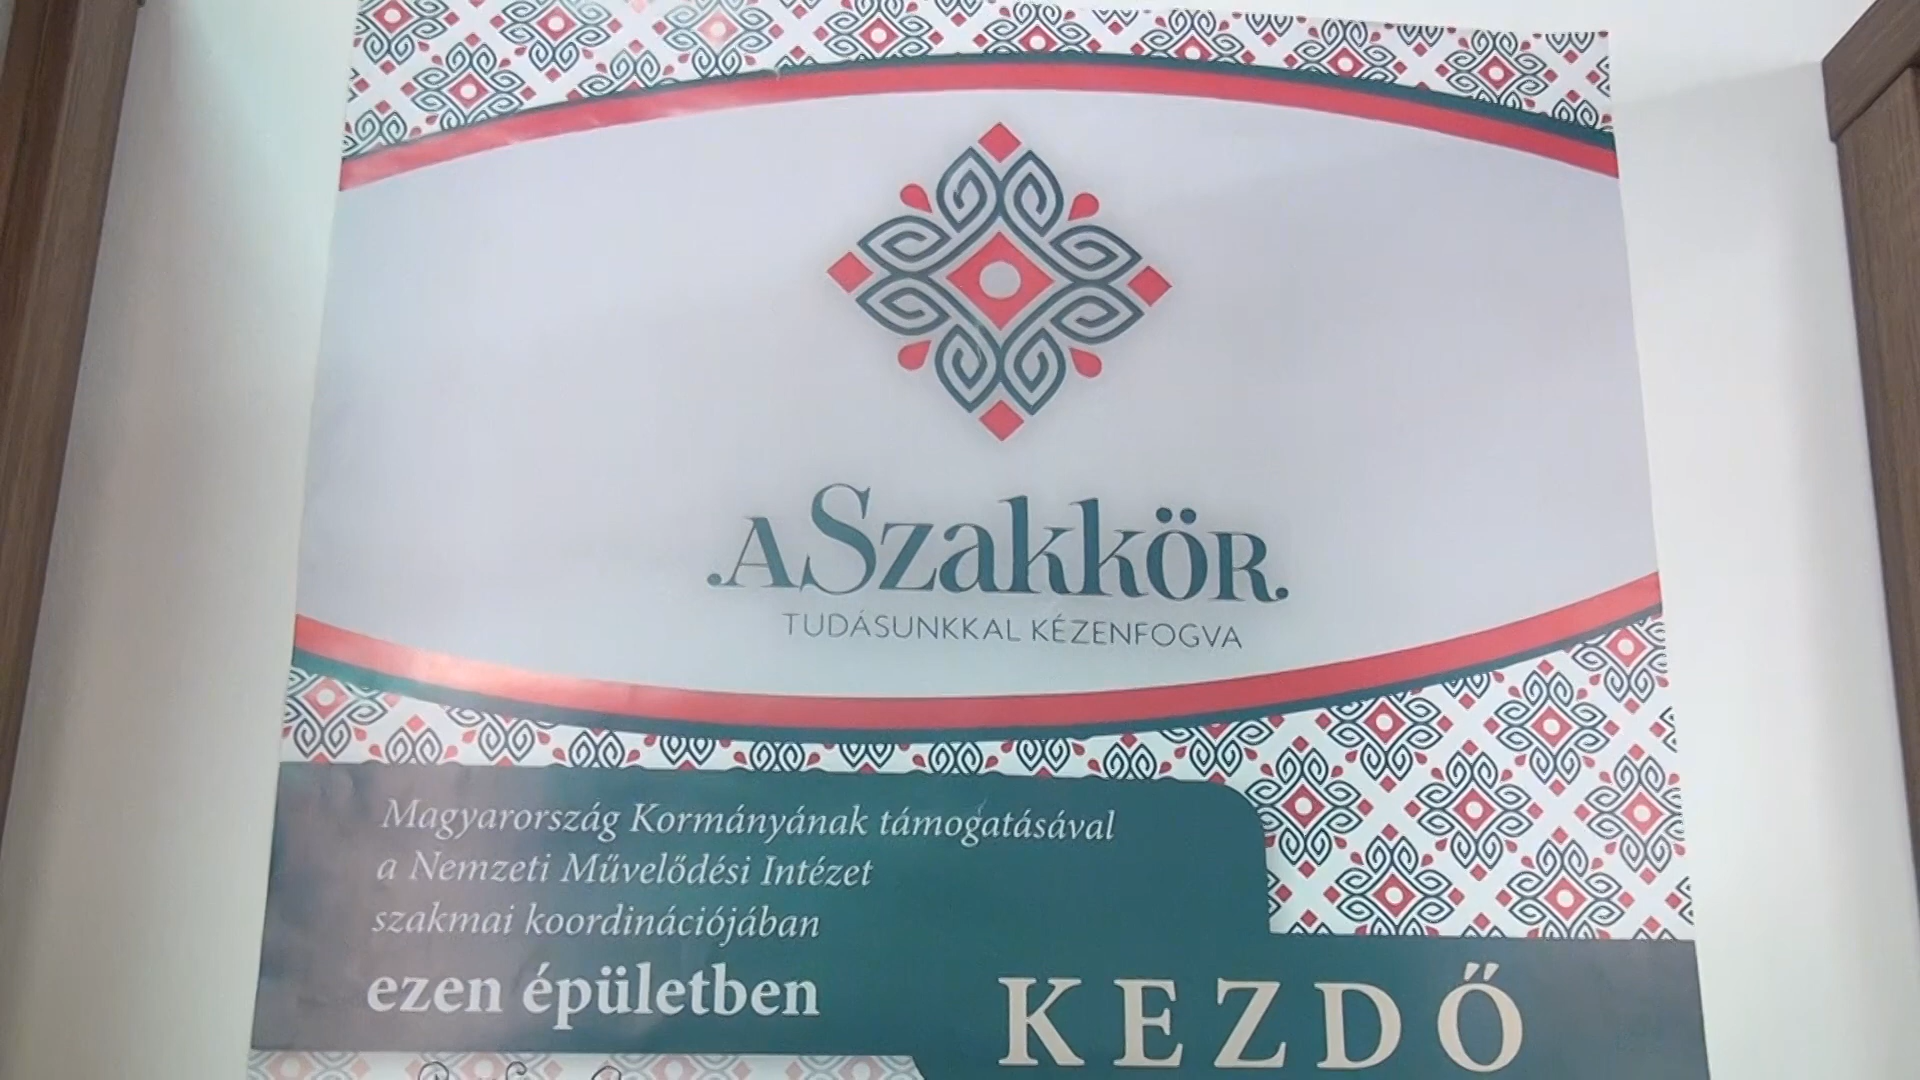 .ASzakkör.
TUDÁSUNKKAL KÉZENFOGVA
Magyarország Kormányának támogatásával
a Nemzeti Művelődési Intézet
szakmai koordinációjában
ezen épületben
KEZDŐ